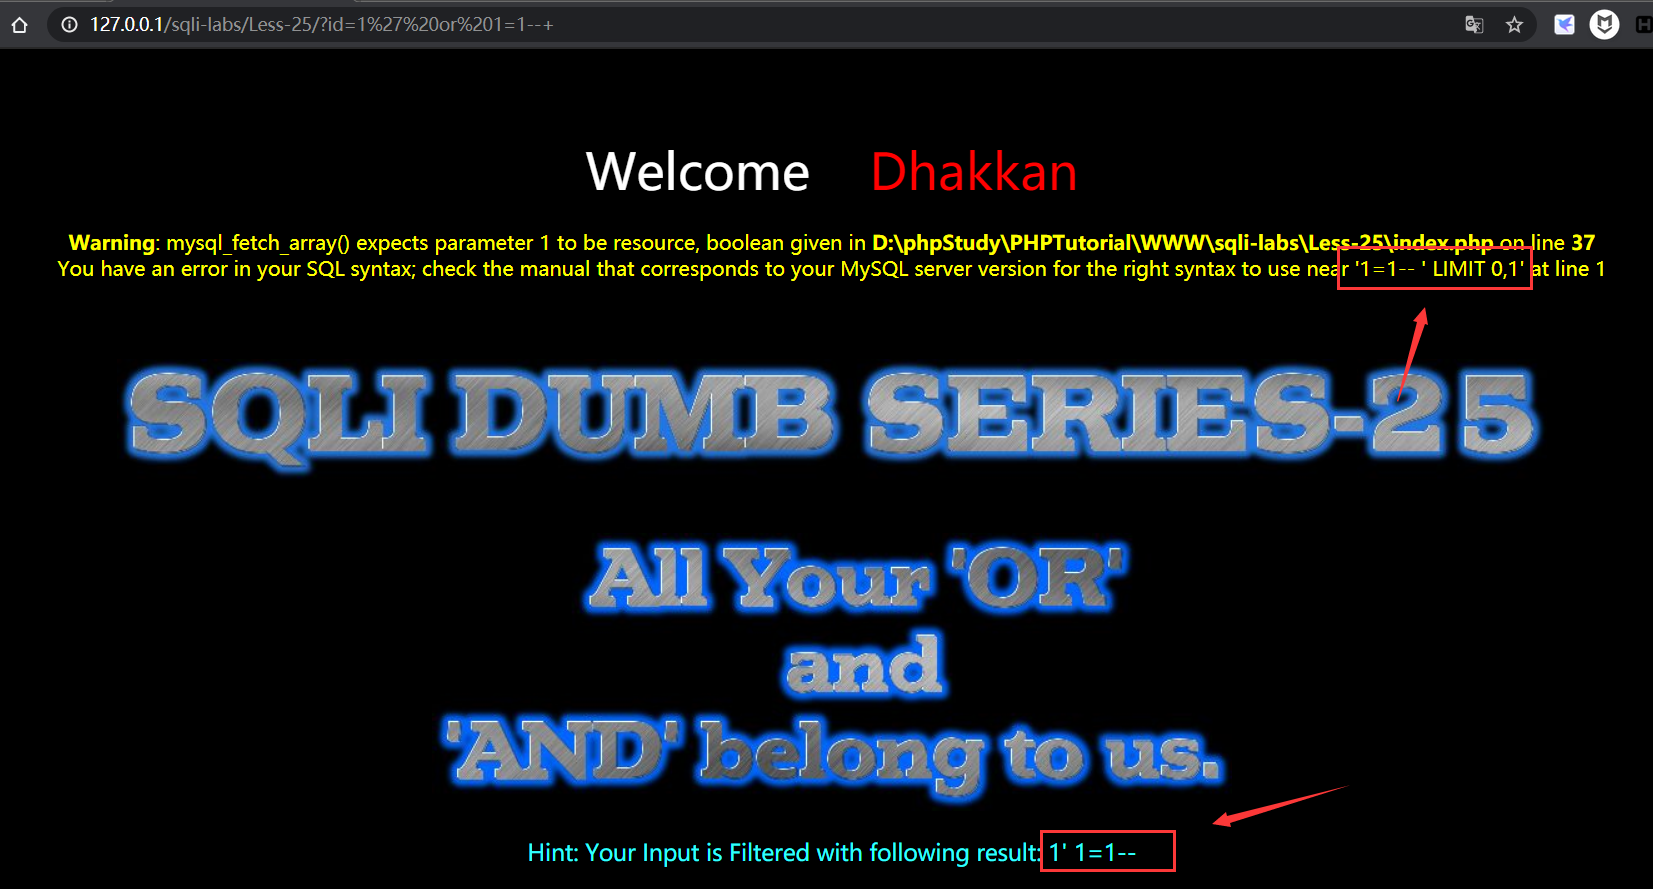 127.0.0.1/sqli-labs/Less-25/?id=1%27%20or%201=1--+
Welcome Dhakkan
Warning: mysql_fetch_array() expects parameter 1 to be resource, boolean given in D:\phpStudy\PHPTutorial\WWW\sqli-labs\Less-25\index.php on line 37
You have an error in your SQL syntax; check the manual that corresponds to your MySQL server version for the right syntax to use near '1=1-- ' LIMIT 0,1' at line 1
SQLI DUMB SERIES-25
All Your 'OR'
and
'AND' belong to us.
Hint: Your Input is Filtered with following result: 1' 1=1--